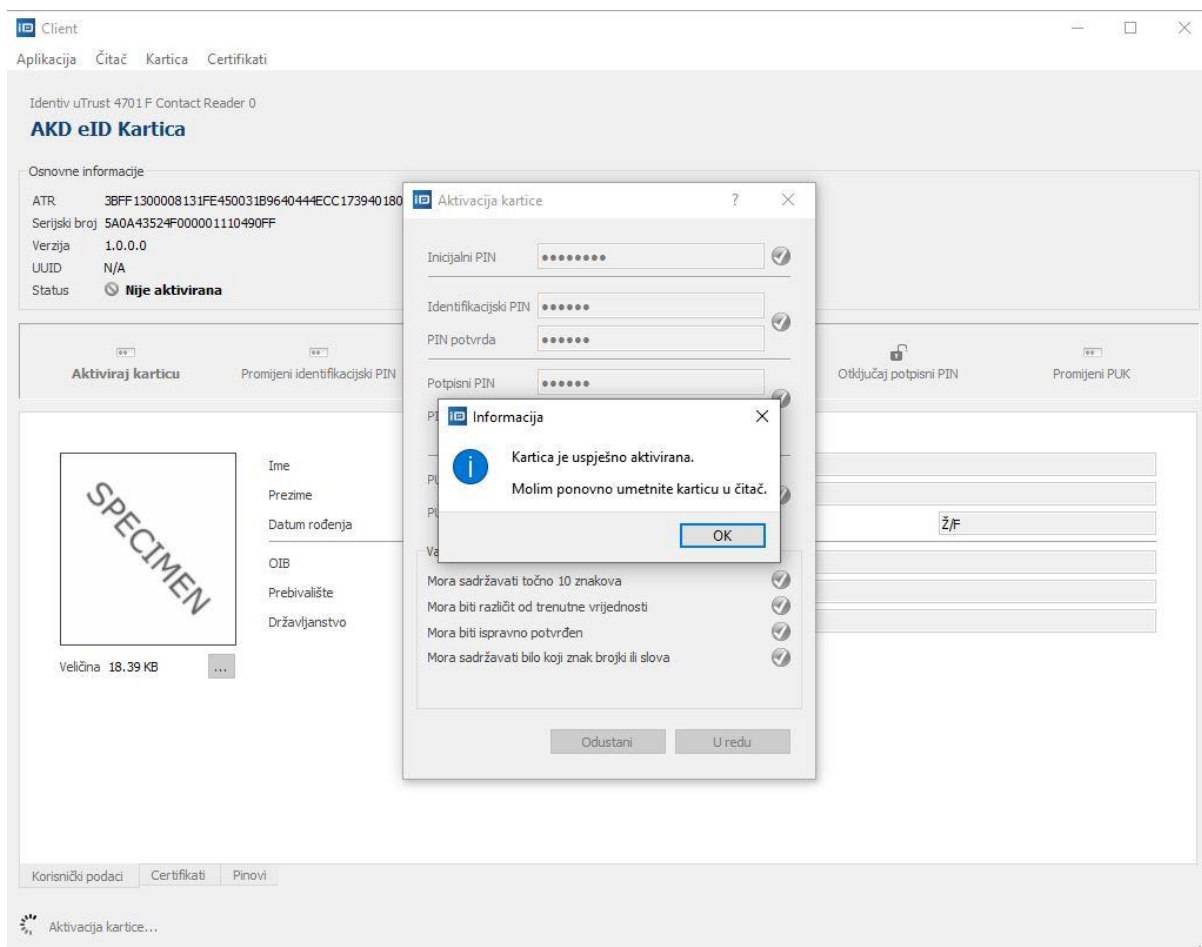 Client
Aplikacija Čitač Kartica Certifikati
Identiv uTrust 4701 F Contact Reader 0
AKD eID Kartica
Osnovne informacije
ATR 3BFF1300008131FE450031B9640444ECC173940180
Serijski broj 5A0A43524F000001110490FF
Verzija 1.0.0.0
UUID N/A
Status Nije aktivirana
Aktiviraj karticu
Promijeni identifikacijski PIN
Otključaj potpisni PIN
Promijeni PUK
SPECIMEN
Veličina 18.39 KB ...
Ime
Prezime
Datum rođenja
Ž/F
OIB
Prebivalište
Državljanstvo
Aktivacija kartice ?
Inicijalni PIN
Identifikacijski PIN
PIN potvrda
Potpisni PIN
Informacija
Kartica je uspješno aktivirana.
Molim ponovno umetnite karticu u čitač.
OK
Mora sadržavati točno 10 znakova
Mora biti različit od trenutne vrijednosti
Mora biti ispravno potvrđen
Mora sadržavati bilo koji znak brojki ili slova
Odustani U redu
Korisnički podaci Certifikati Pinovi
Aktivacija kartice...